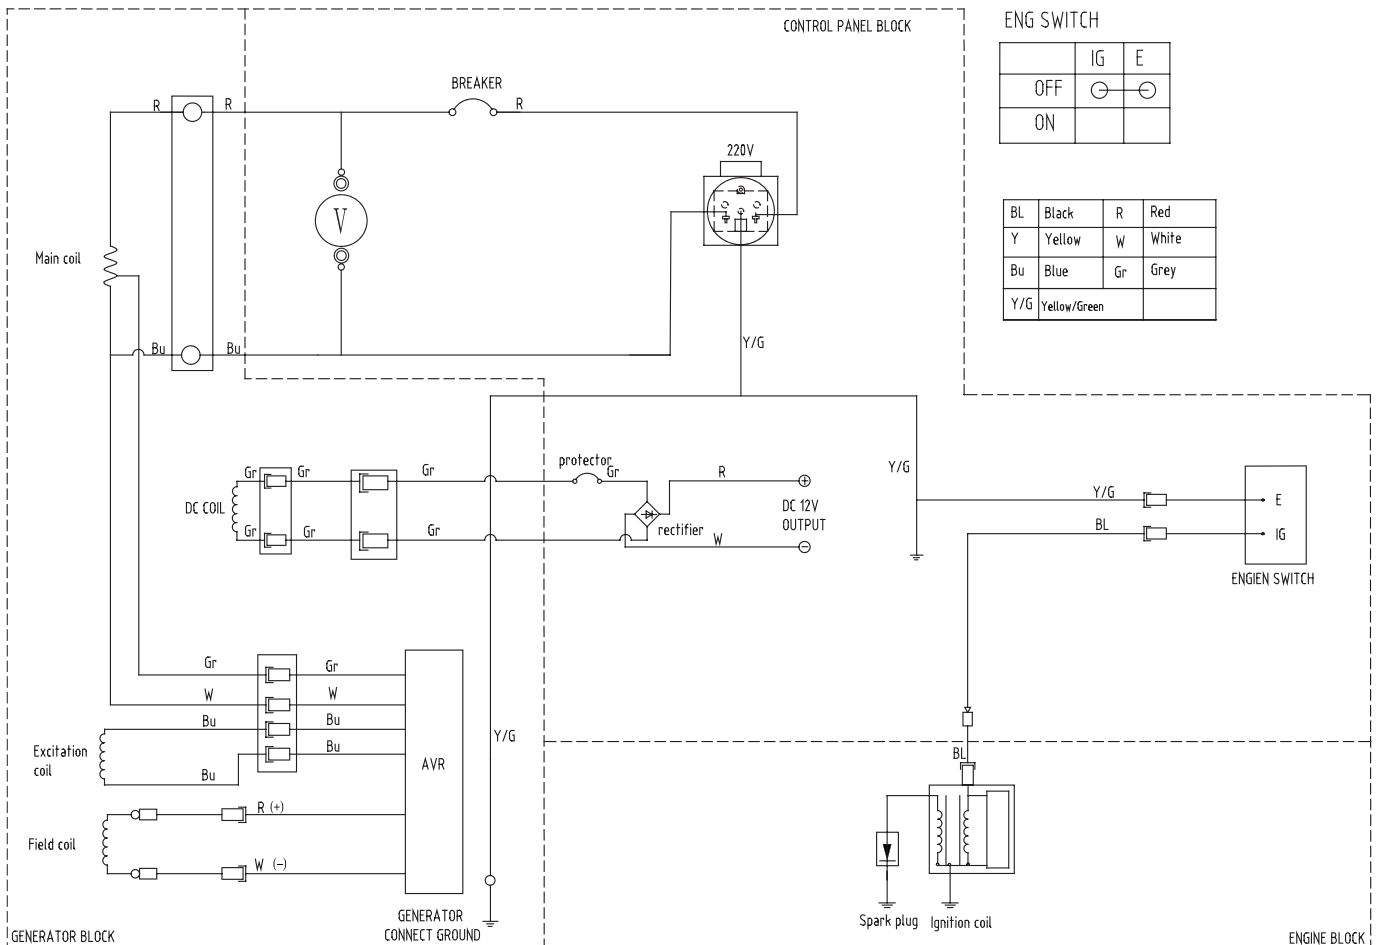 CONTROL PANEL BLOCK
ENG SWITCH
IG E
OFF
ON
BREAKER
R R R
220V
V
BL Black R Red
Y Yellow W White
Bu Blue Gr Grey
Y/G Yellow/Green
Main coil
Bu Bu
Y/G
protector
Gr Gr Gr Gr R
Y/G
Y/G
E
DC COIL
DC 12V
OUTPUT
Gr Gr Gr rectifier W
BL
IG
ENGIEN SWITCH
Gr Gr
W W
Bu Bu
Bu Bu
Excitation
coil
AVR
Y/G
BL
R (+)
Field coil
W (-)
GENERATOR
CONNECT GROUND
Spark plug Ignition coil
GENERATOR BLOCK
ENGINE BLOCK